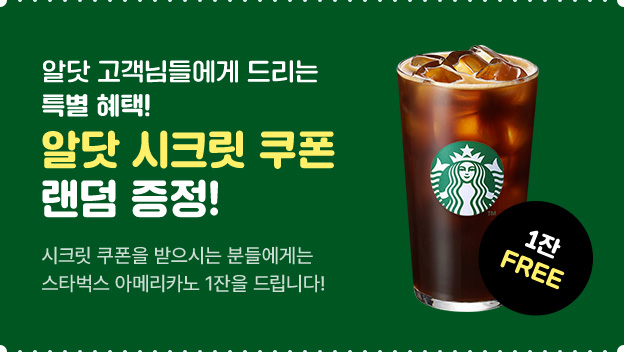 알닷 고객님들에게 드리는
특별 혜택!
알닷 시크릿 쿠폰
랜덤 증정!
시크릿 쿠폰을 받으시는 분들에게는
스타벅스 아메리카노 1잔을 드립니다!
1잔
FREE
TM